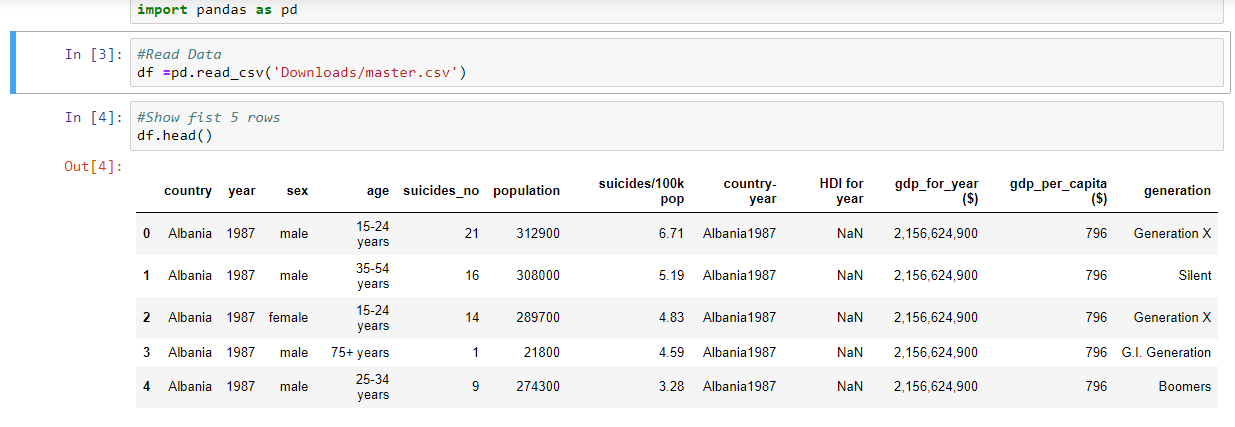 import pandas as pd
In [3]: #Read Data
df =pd.read_csv('Downloads/master.csv')
In [4]: #Show fist 5 rows
df.head()
Out[4]:
country year sex age suicides_no population suicides/100k pop country-year HDI for year gdp_for_year ($) gdp_per_capita ($) generation
0 Albania 1987 male 15-24 years 21 312900 6.71 Albania1987 NaN 2,156,624,900 796 Generation X
1 Albania 1987 male 35-54 years 16 308000 5.19 Albania1987 NaN 2,156,624,900 796 Silent
2 Albania 1987 female 15-24 years 14 289700 4.83 Albania1987 NaN 2,156,624,900 796 Generation X
3 Albania 1987 male 75+ years 1 21800 4.59 Albania1987 NaN 2,156,624,900 796 G.I. Generation
4 Albania 1987 male 25-34 years 9 274300 3.28 Albania1987 NaN 2,156,624,900 796 Boomers